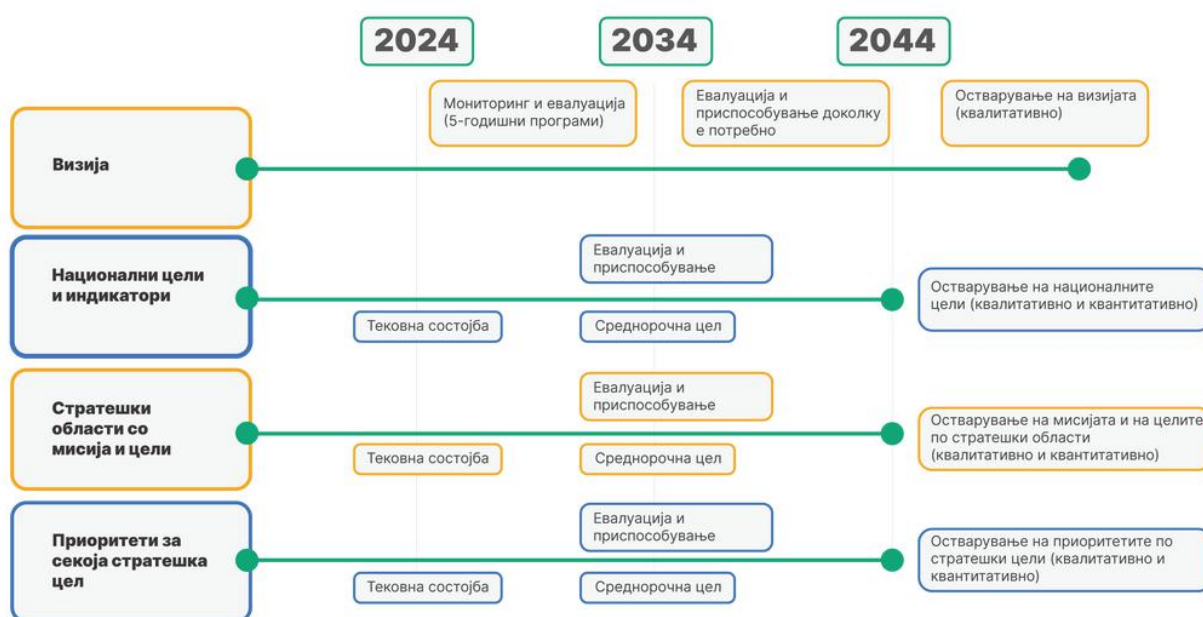 2024
2034
2044
Мониторинг и евалуација
(5-годишни програми)
Евалуација и
приспособување доколку
е потребно
Остварување на визијата
(квалитативно)
Визија
Национални цели
и индикатори
Евалуација и
приспособување
Тековна состојба
Среднорочна цел
Остварување на националните
цели (квалитативно и квантитативно)
Стратешки
области со
мисија и цели
Евалуација и
приспособување
Тековна состојба
Среднорочна цел
Остварување на мисијата и на целите
по стратешки области
(квалитативно и квантитативно)
Приоритети за
секоја стратешка
цел
Евалуација и
приспособување
Тековна состојба
Среднорочна цел
Остварување на приоритетите по
стратешки цели (квалитативно и
квантитативно)